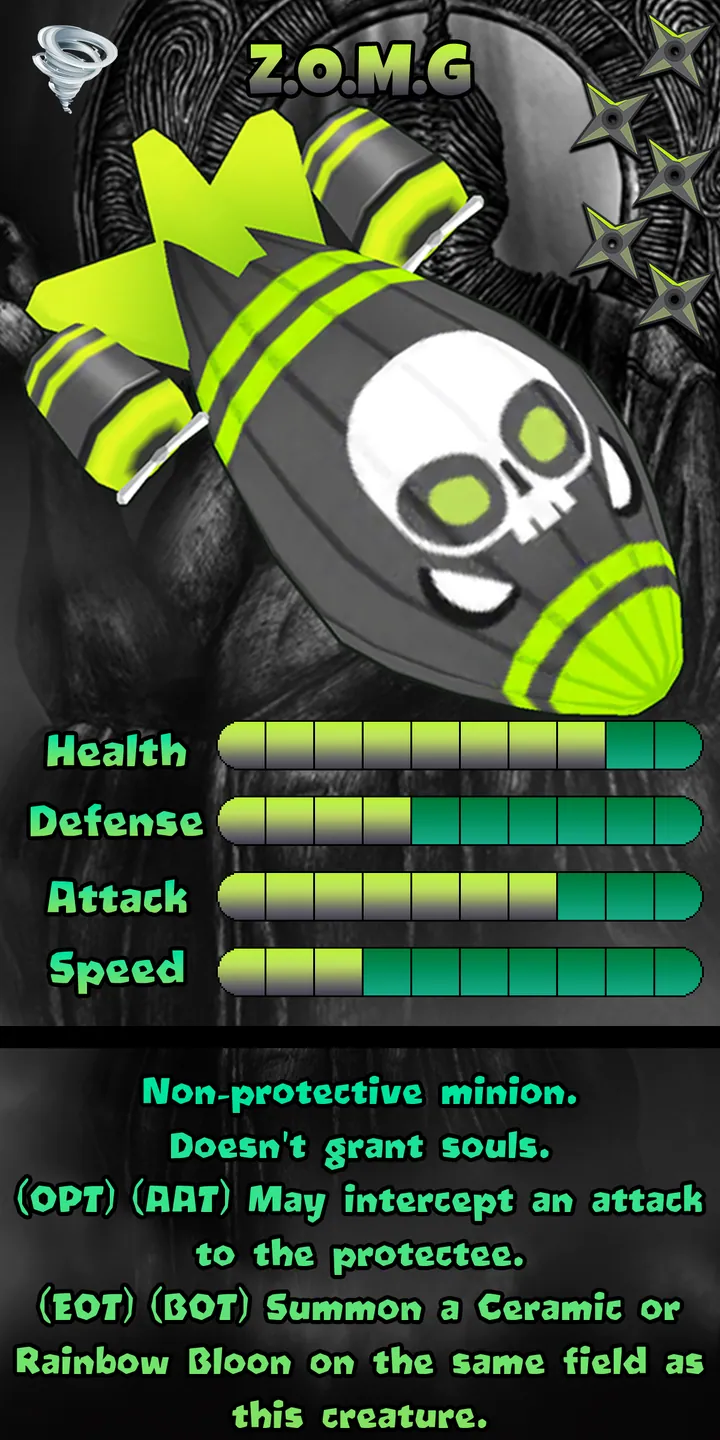 Z.O.M.G
Health
Defense
Attack
Speed
Non-protective minion.
Doesn't grant souls.
(OPT) (AAT) May intercept an attack
to the protectee.
(EOT) (BOT) Summon a Ceramic or
Rainbow Bloon on the same field as
this creature.